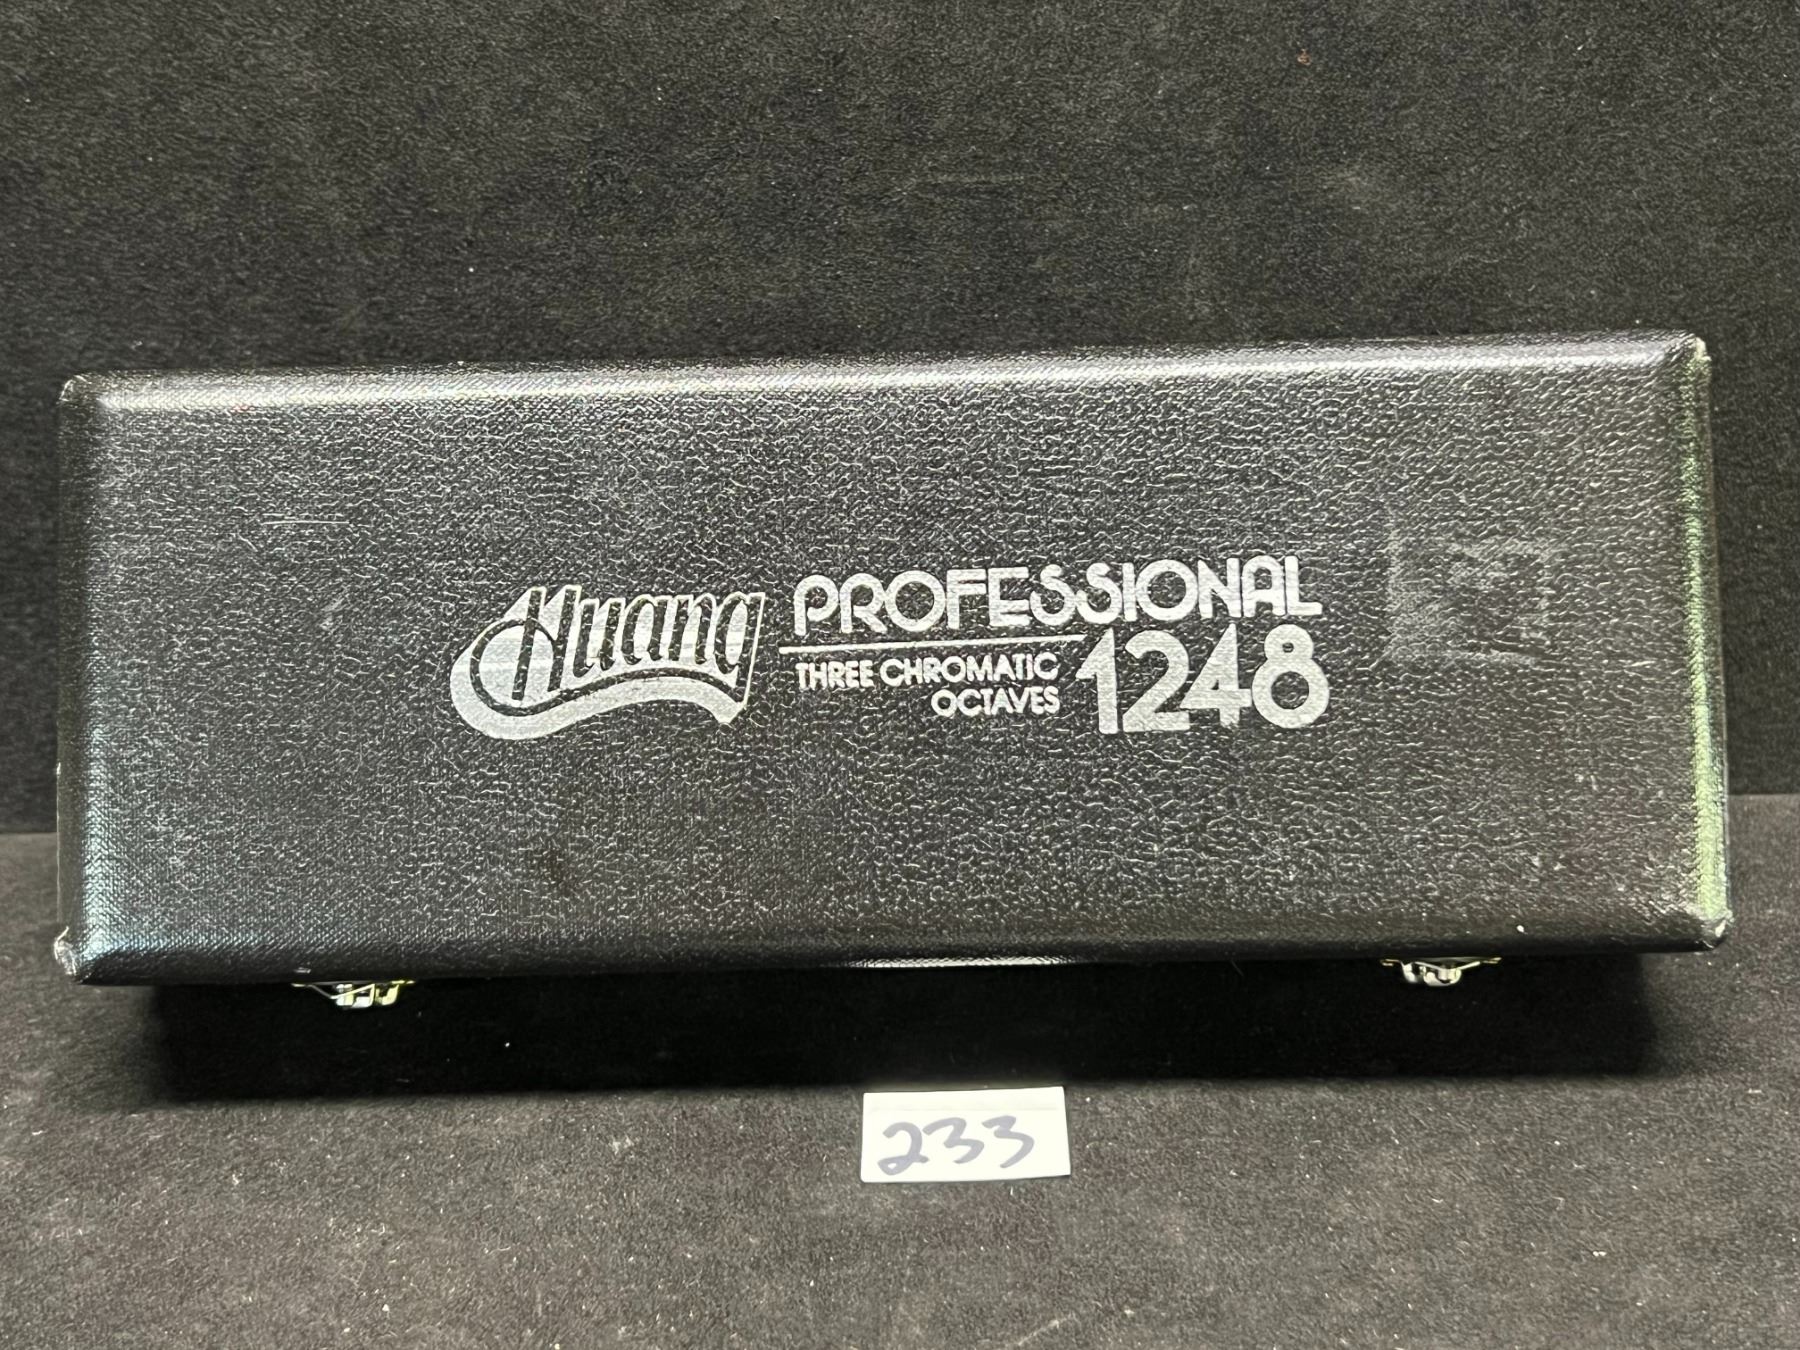 Huang PROFESSIONAL
THREE CHROMATIC 1248
OCTAVES
233